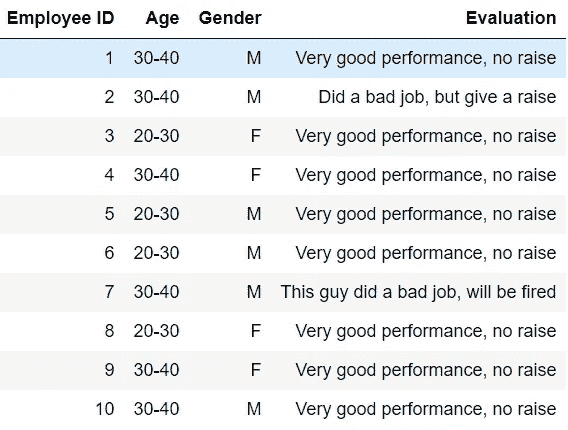 Employee ID Age Gender Evaluation
1 30-40 M Very good performance, no raise
2 30-40 M Did a bad job, but give a raise
3 20-30 F Very good performance, no raise
4 30-40 F Very good performance, no raise
5 20-30 M Very good performance, no raise
6 20-30 M Very good performance, no raise
7 30-40 M This guy did a bad job, will be fired
8 20-30 F Very good performance, no raise
9 30-40 F Very good performance, no raise
10 30-40 M Very good performance, no raise